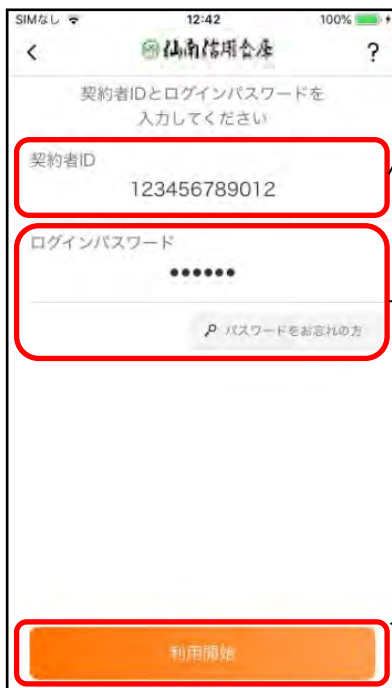 SIMなし 12:42 100%
< 仙南信用金庫 ?
契約者IDとログインパスワードを
入力してください
契約者ID
123456789012
ログインパスワード
●●●●●●
パスワードをお忘れの方
利用開始